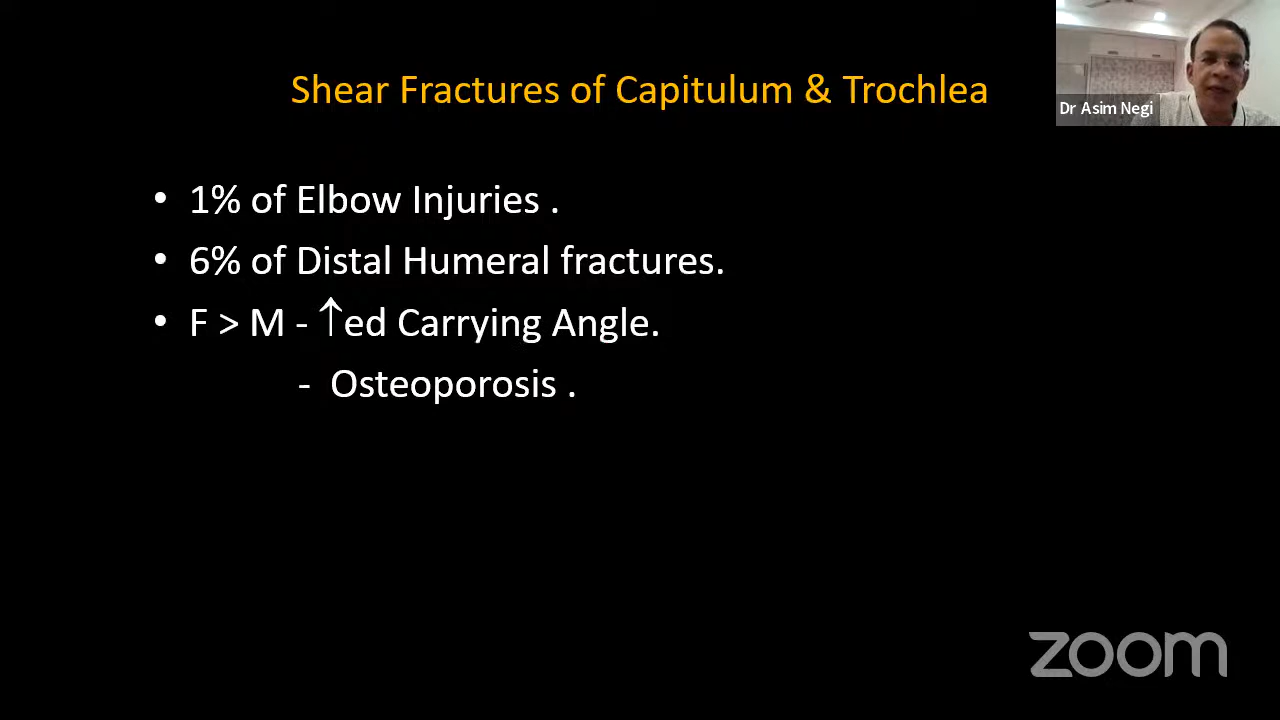 Shear Fractures of Capitulum & Trochlea
Dr Asim Negi
• 1% of Elbow Injuries .
• 6% of Distal Humeral fractures.
• F > M - ↑ed Carrying Angle.
- Osteoporosis .
zoom